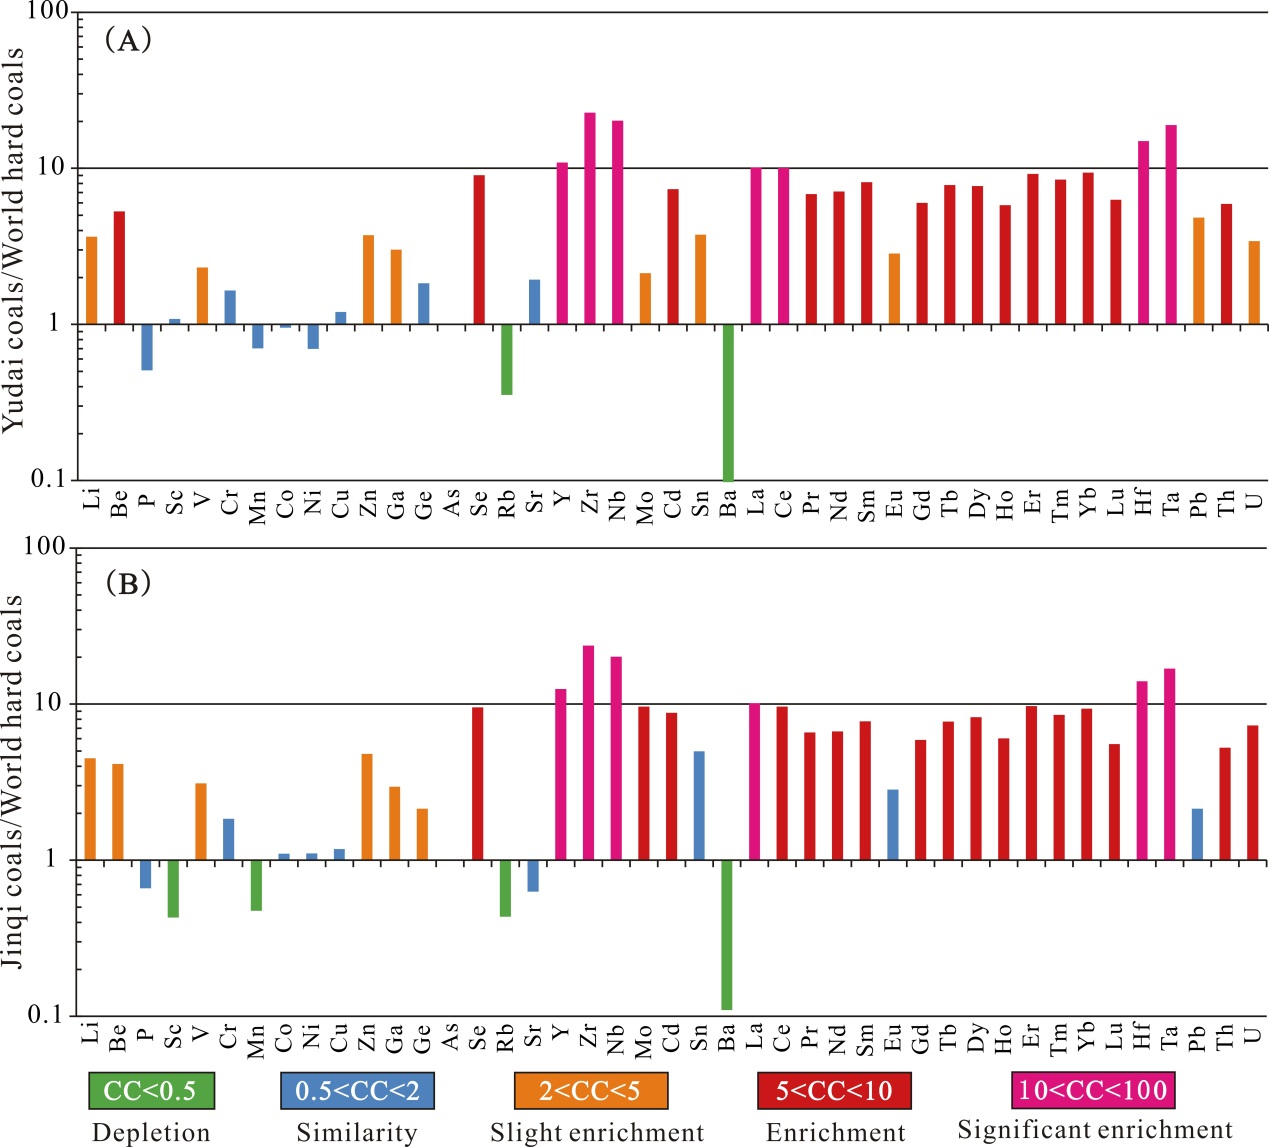 100
(A)
10
1
0.1
Yudai coals/World hard coals
Li Be P Sc V Cr Mn Co Ni Cu Zn Ga Ge As Se Rb Sr Y Zr Nb Mo Cd Sn Ba La Ce Pr Nd Sm Eu Gd Tb Dy Ho Er Tm Yb Lu Hf Ta Pb Th U
100
(B)
10
1
0.1
Jinqi coals/World hard coals
Li Be P Sc V Cr Mn Co Ni Cu Zn Ga Ge As Se Rb Sr Y Zr Nb Mo Cd Sn Ba La Ce Pr Nd Sm Eu Gd Tb Dy Ho Er Tm Yb Lu Hf Ta Pb Th U
CC<0.5 0.5<CC<2 2<CC<5 5<CC<10 10<CC<100
Depletion Similarity Slight enrichment Enrichment Significant enrichment